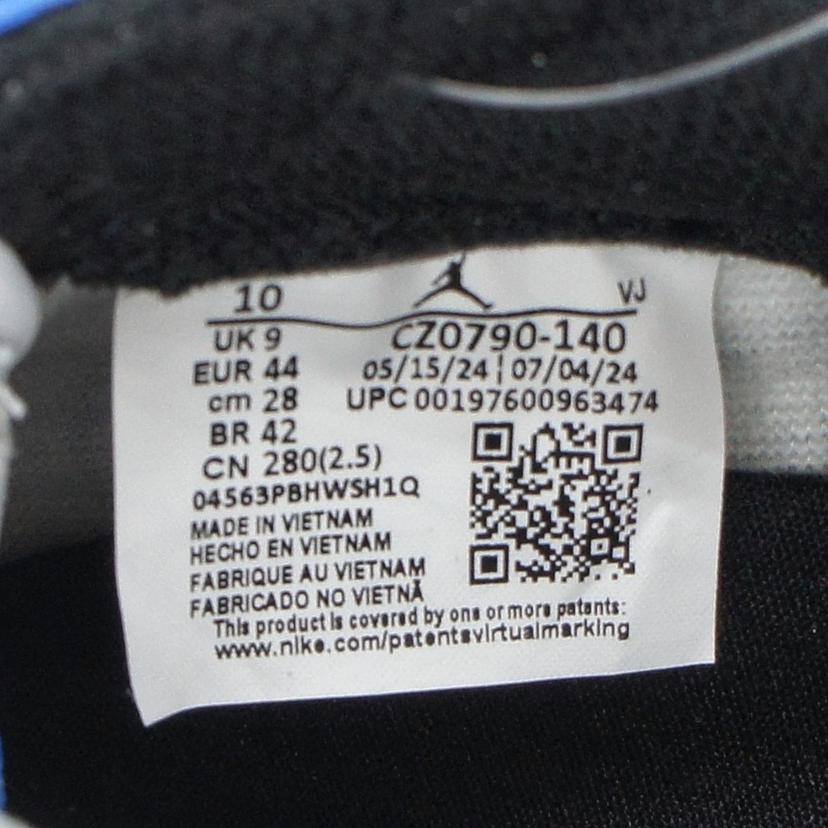 10 VJ
UK 9 CZ0790-140
EUR 44 05/15/24 ¦ 07/04/24
cm 28 UPC 00197600963474
BR 42
CN 280(2.5)
04563PBHWSH1Q
MADE IN VIETNAM
HECHO EN VIETNAM
FABRIQUE AU VIETNAM
FABRICADO NO VIETNÃ
This product is covered by one or more patents:
www.nike.com/patentsvirtualmarking